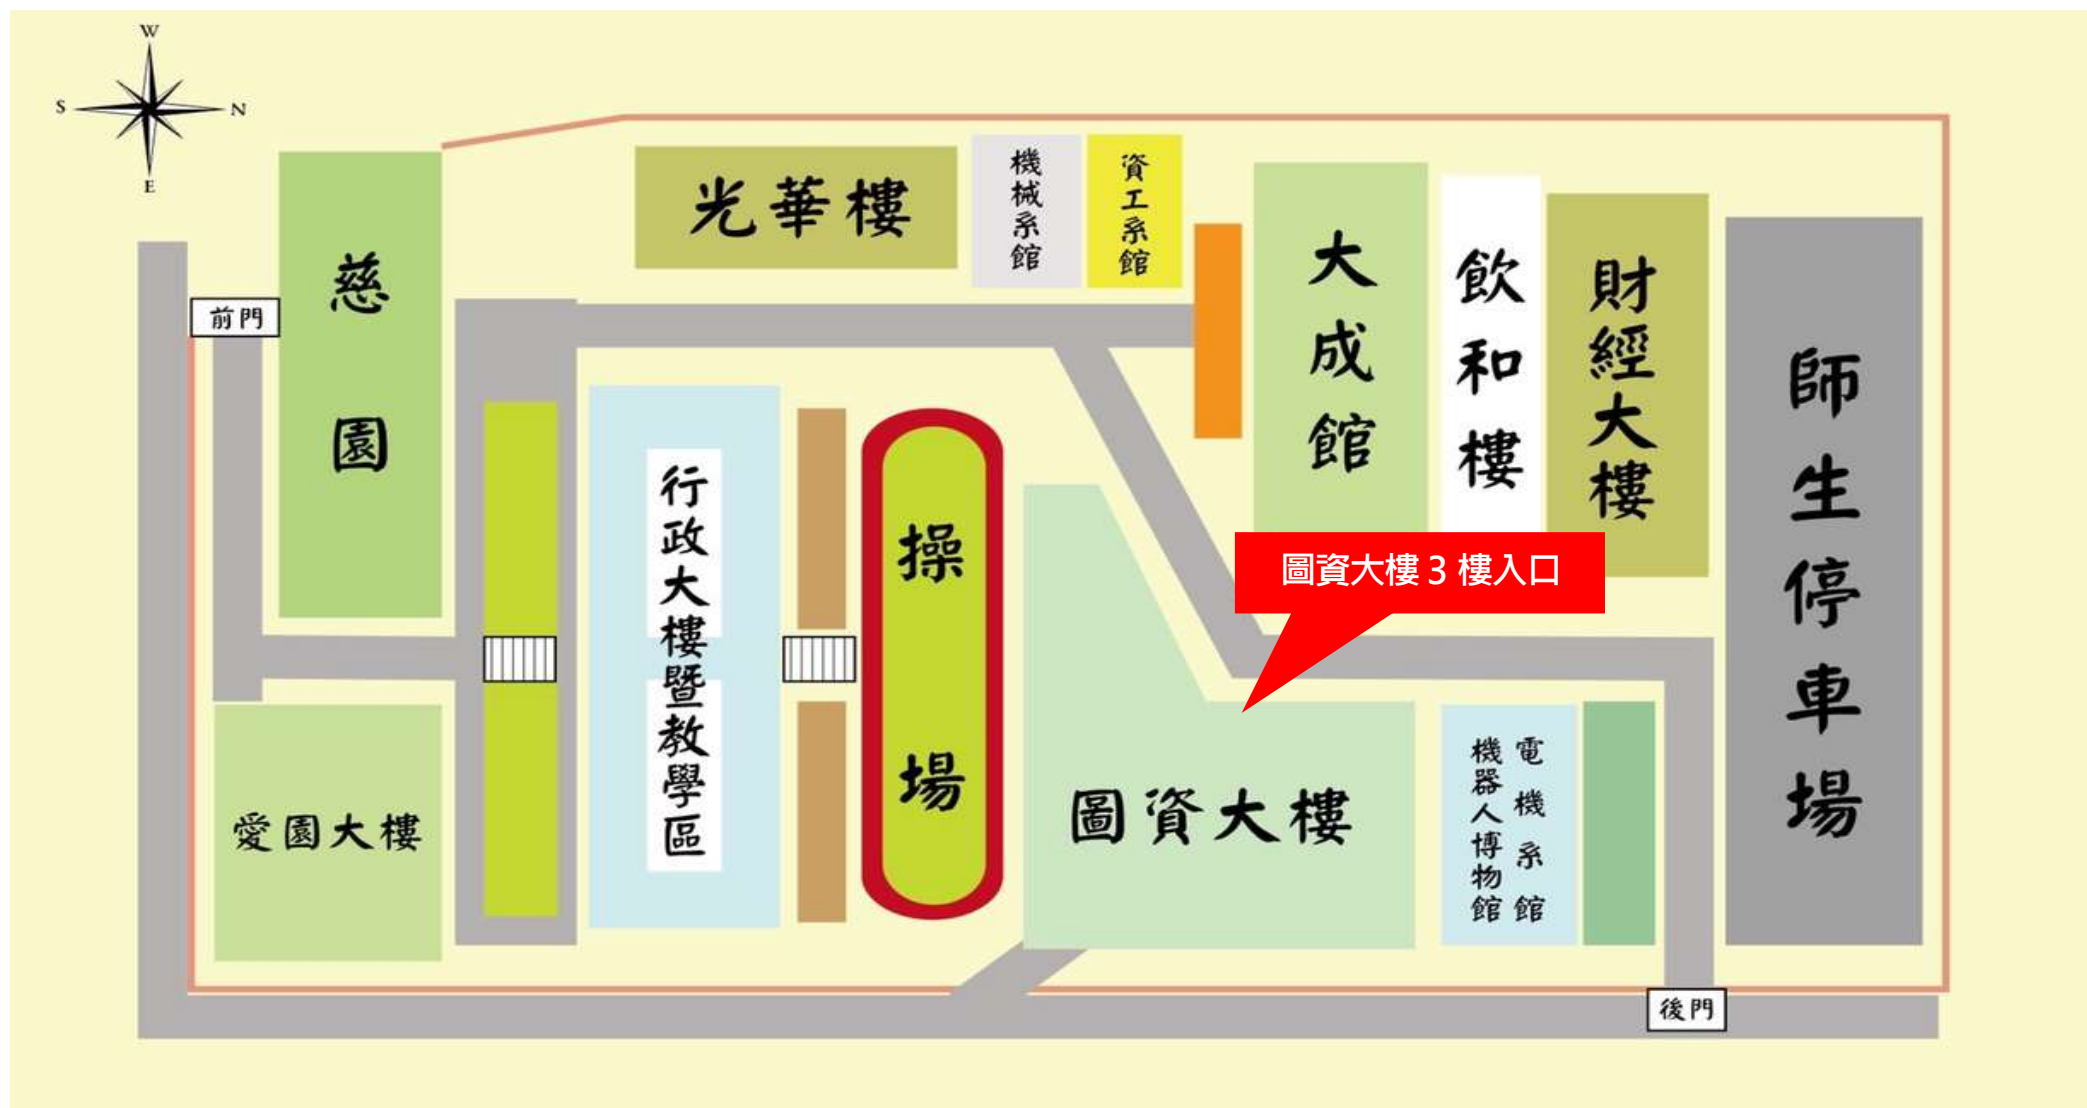 W
S
N
E
光華樓
機械系館
資工系館
慈園
前門
大成館
飲和樓
財經大樓
師生停車場
行政大樓暨教學區
操場
圖資大樓3樓入口
圖資大樓
電機系館
機器人博物館
愛園大樓
後門